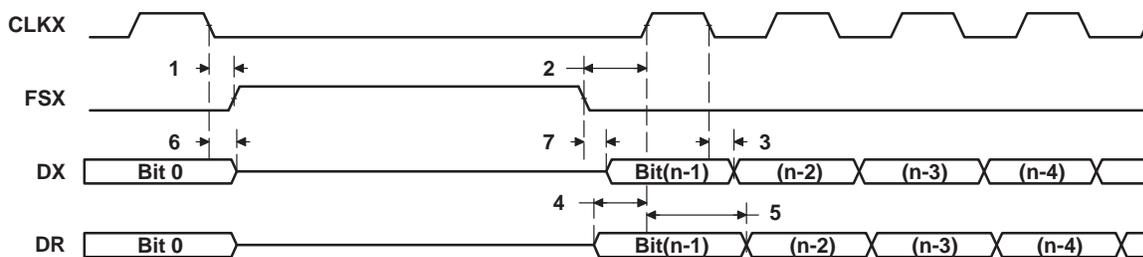 CLKX
1 2
FSX
6 7 3
DX Bit 0 Bit(n-1) (n-2) (n-3) (n-4)
4 5
DR Bit 0 Bit(n-1) (n-2) (n-3) (n-4)